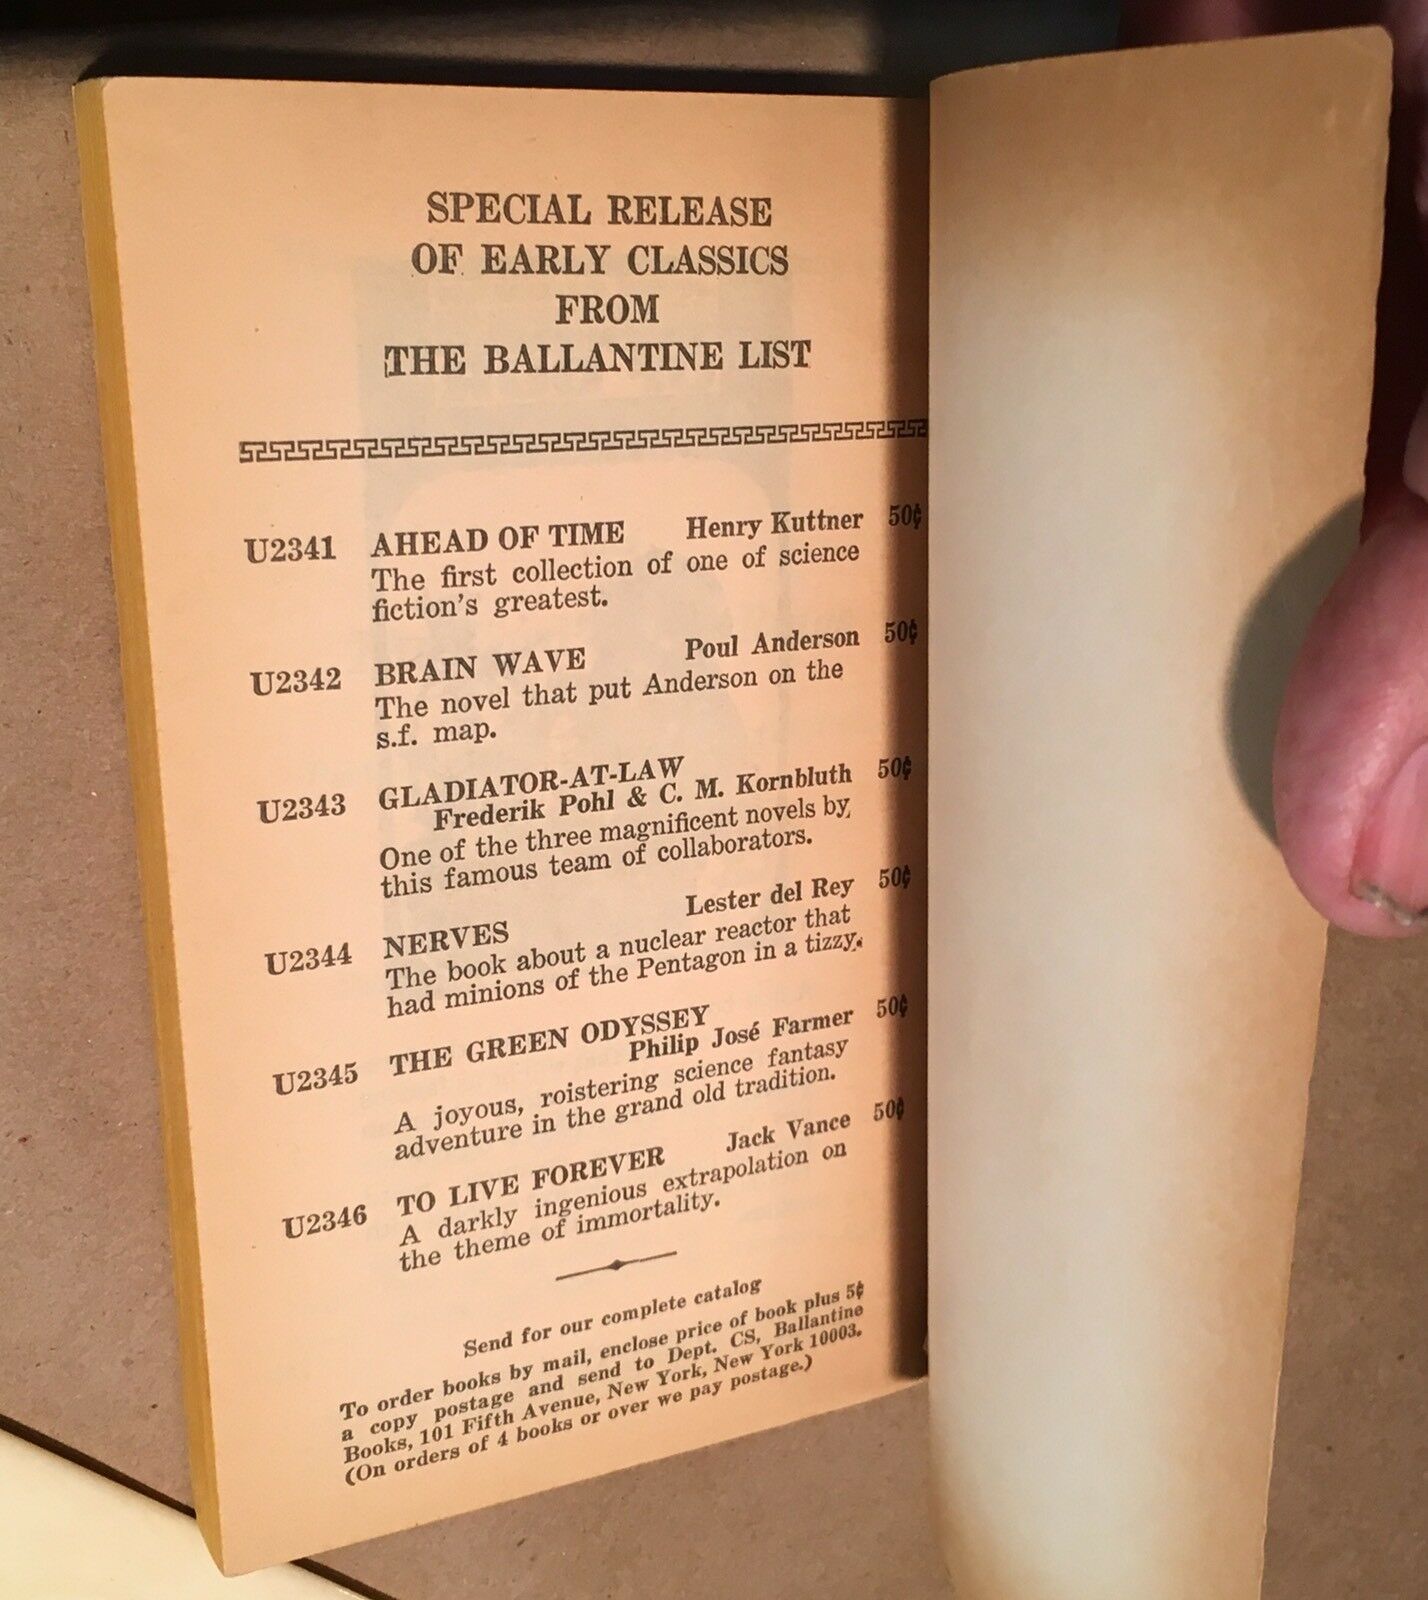 SPECIAL RELEASE
OF EARLY CLASSICS
FROM
THE BALLANTINE LIST
U2341 AHEAD OF TIME Henry Kuttner 50¢
The first collection of one of science
fiction's greatest.
U2342 BRAIN WAVE Poul Anderson 50¢
The novel that put Anderson on the
s.f. map.
U2343 GLADIATOR-AT-LAW
Frederik Pohl & C. M. Kornbluth 50¢
One of the three magnificent novels by
this famous team of collaborators.
U2344 NERVES Lester del Rey 50¢
The book about a nuclear reactor that
had minions of the Pentagon in a tizzy.
U2345 THE GREEN ODYSSEY
Philip José Farmer 50¢
A joyous, roistering science fantasy
adventure in the grand old tradition.
U2346 TO LIVE FOREVER Jack Vance 50¢
A darkly ingenious extrapolation on
the theme of immortality.
Send for our complete catalog
To order books by mail, enclose price of book plus 5¢
a copy postage and send to Dept. CS, Ballantine
Books, 101 Fifth Avenue, New York, New York 10003.
(On orders of 4 books or over we pay postage.)